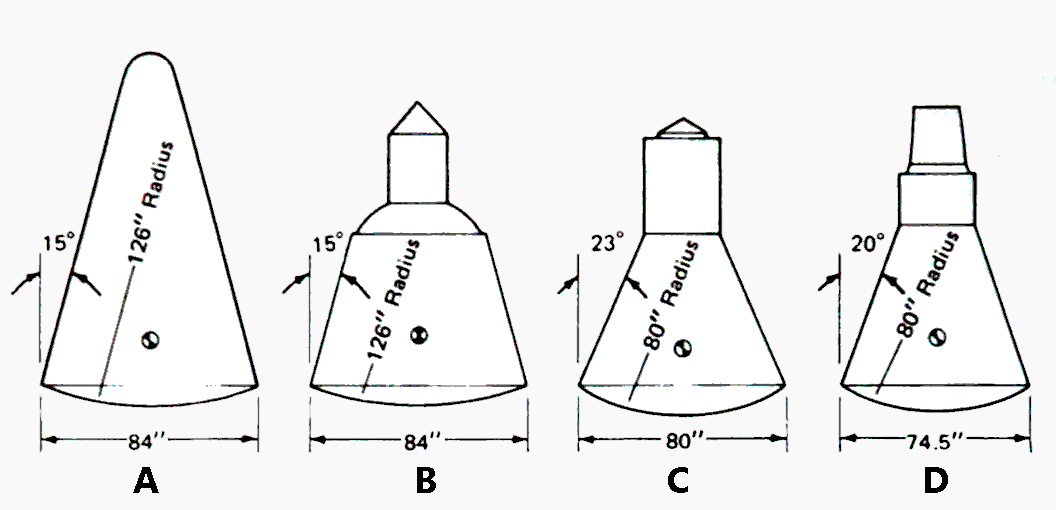 15°
126" Radius
84"
A
15°
126" Radius
84"
B
23°
80" Radius
80"
C
20°
80" Radius
74.5"
D